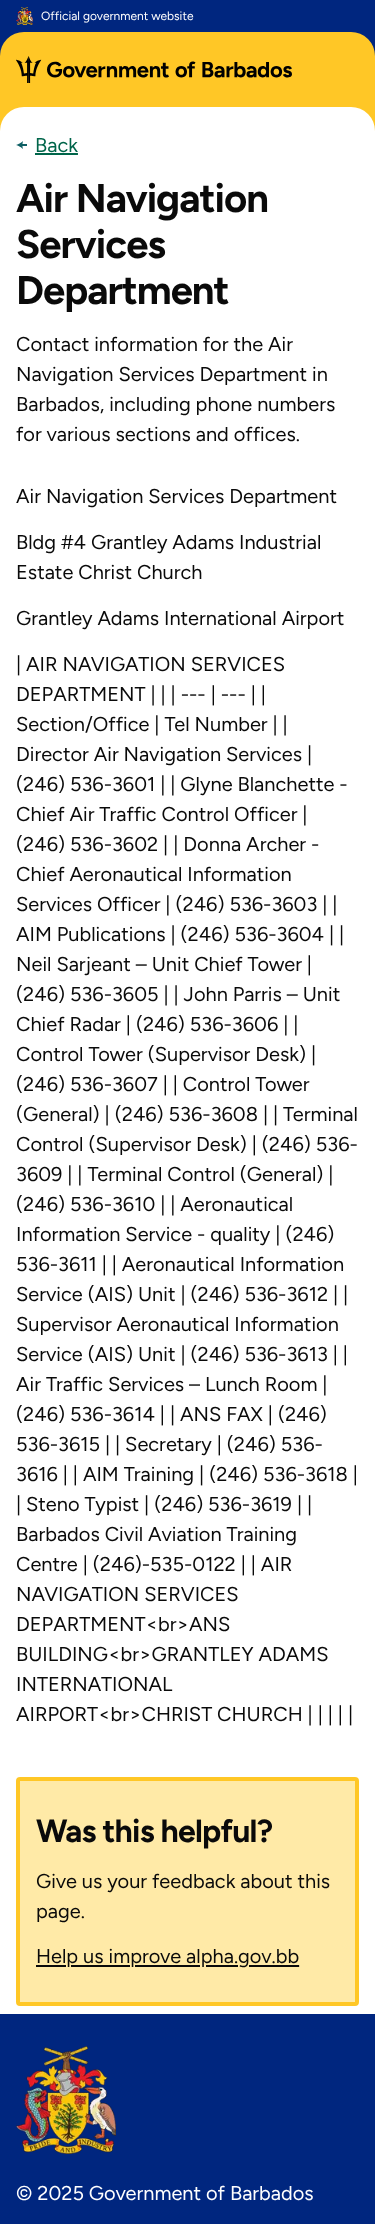 Official government website
Government of Barbados
Back
Air Navigation
Services
Department
Contact information for the Air
Navigation Services Department in
Barbados, including phone numbers
for various sections and offices.
Air Navigation Services Department
Bldg #4 Grantley Adams Industrial
Estate Christ Church
Grantley Adams International Airport
| AIR NAVIGATION SERVICES
DEPARTMENT | | | --- | --- | |
Section/Office | Tel Number | |
Director Air Navigation Services |
(246) 536-3601 | | Glyne Blanchette -
Chief Air Traffic Control Officer |
(246) 536-3602 | | Donna Archer -
Chief Aeronautical Information
Services Officer | (246) 536-3603 | |
AIM Publications | (246) 536-3604 | |
Neil Sarjeant – Unit Chief Tower |
(246) 536-3605 | | John Parris – Unit
Chief Radar | (246) 536-3606 | |
Control Tower (Supervisor Desk) |
(246) 536-3607 | | Control Tower
(General) | (246) 536-3608 | | Terminal
Control (Supervisor Desk) | (246) 536-
3609 | | Terminal Control (General) |
(246) 536-3610 | | Aeronautical
Information Service - quality | (246)
536-3611 | | Aeronautical Information
Service (AIS) Unit | (246) 536-3612 | |
Supervisor Aeronautical Information
Service (AIS) Unit | (246) 536-3613 | |
Air Traffic Services – Lunch Room |
(246) 536-3614 | | ANS FAX | (246)
536-3615 | | Secretary | (246) 536-
3616 | | AIM Training | (246) 536-3618 |
| Steno Typist | (246) 536-3619 | |
Barbados Civil Aviation Training
Centre | (246)-535-0122 | | AIR
NAVIGATION SERVICES
DEPARTMENT<br>ANS
BUILDING<br>GRANTLEY ADAMS
INTERNATIONAL
AIRPORT<br>CHRIST CHURCH | | | | |
Was this helpful?
Give us your feedback about this
page.
Help us improve alpha.gov.bb
PRIDE AND INDUSTRY
© 2025 Government of Barbados